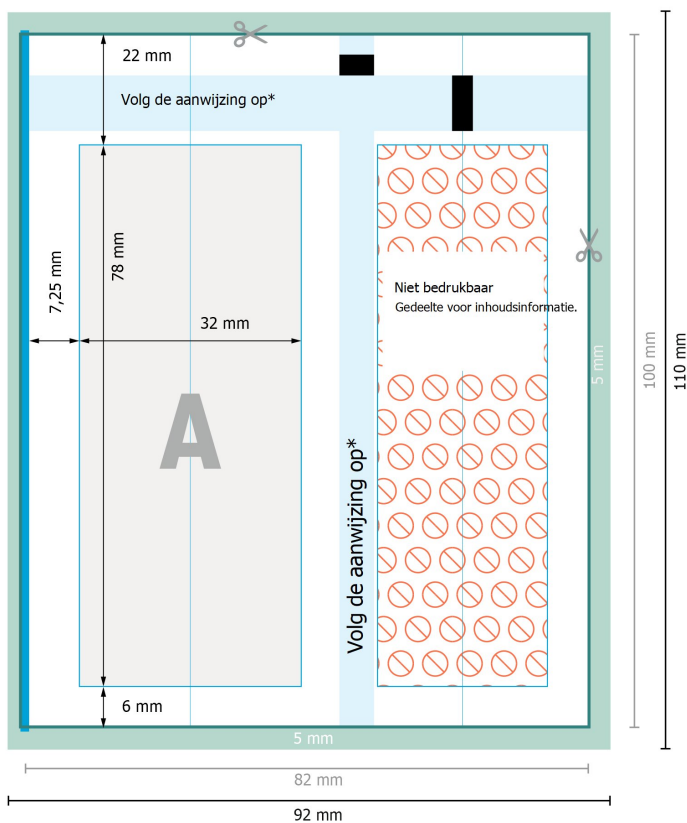 22 mm
Volg de aanwijzing op*
78 mm
7,25 mm
32 mm
Niet bedrukbaar
Gedeelte voor inhoudsinformatie.
A
Volg de aanwijzing op*
6 mm
5 mm
5 mm
100 mm
110 mm
82 mm
92 mm